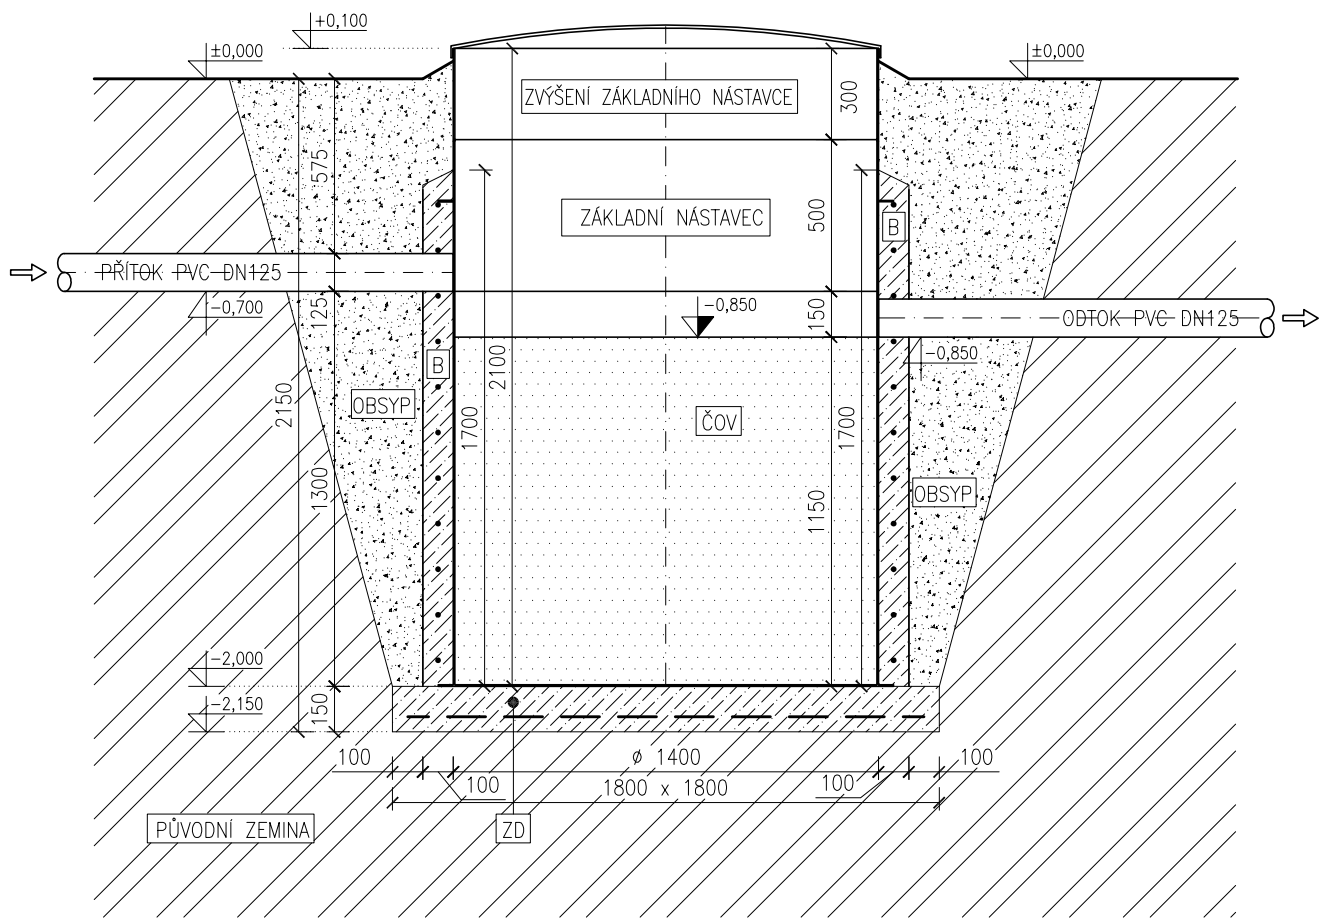 +0,100
±0,000
±0,000
ZVÝŠENÍ ZÁKLADNÍHO NÁSTAVCE
300
575
ZÁKLADNÍ NÁSTAVEC
500
B
PŘÍTOK PVC DN125
-0,700
125
-0,850
150
ODTOK PVC DN125
-0,850
B
2100
2150
OBSYP
1700
ČOV
1700
1300
1150
OBSYP
-2,000
-2,150
150
100
ø 1400
100
100
1800 x 1800
100
PŮVODNÍ ZEMINA
ZD